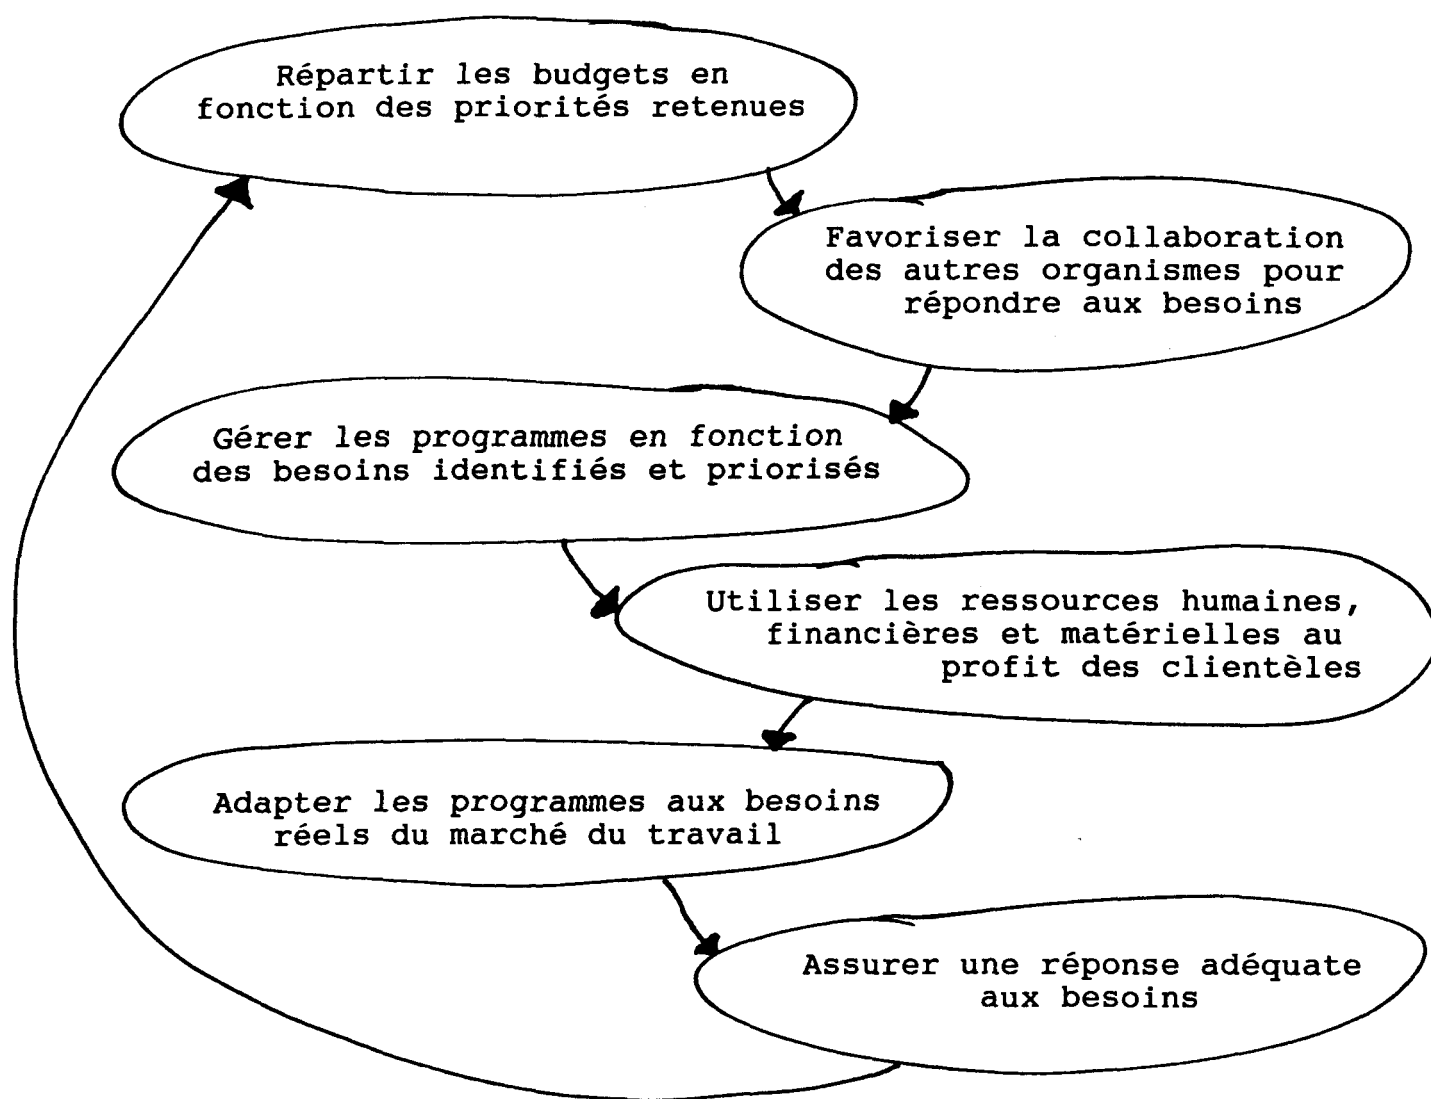 Répartir les budgets en
fonction des priorités retenues
Favoriser la collaboration
des autres organismes pour
répondre aux besoins
Gérer les programmes en fonction
des besoins identifiés et priorisés
Utiliser les ressources humaines,
financières et matérielles au
profit des clientèles
Adapter les programmes aux besoins
réels du marché du travail
Assurer une réponse adéquate
aux besoins